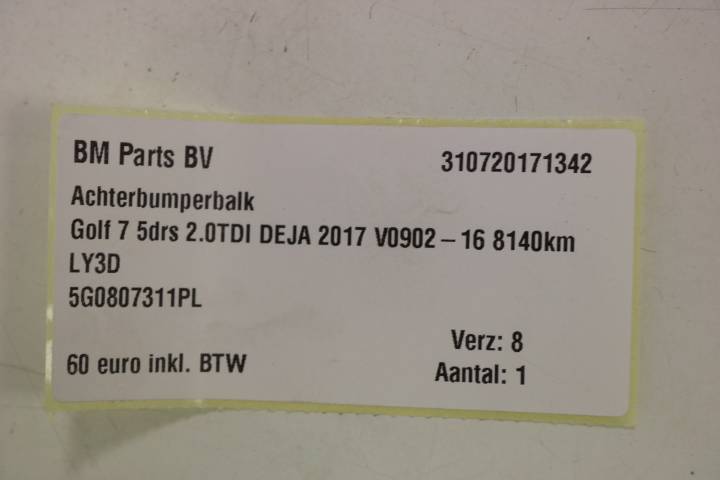 BM Parts BV 310720171342
Achterbumperbalk
Golf 7 5drs 2.0TDI DEJA 2017 V0902 – 16 8140km
LY3D
5G0807311PL
Verz: 8
60 euro inkl. BTW
Aantal: 1